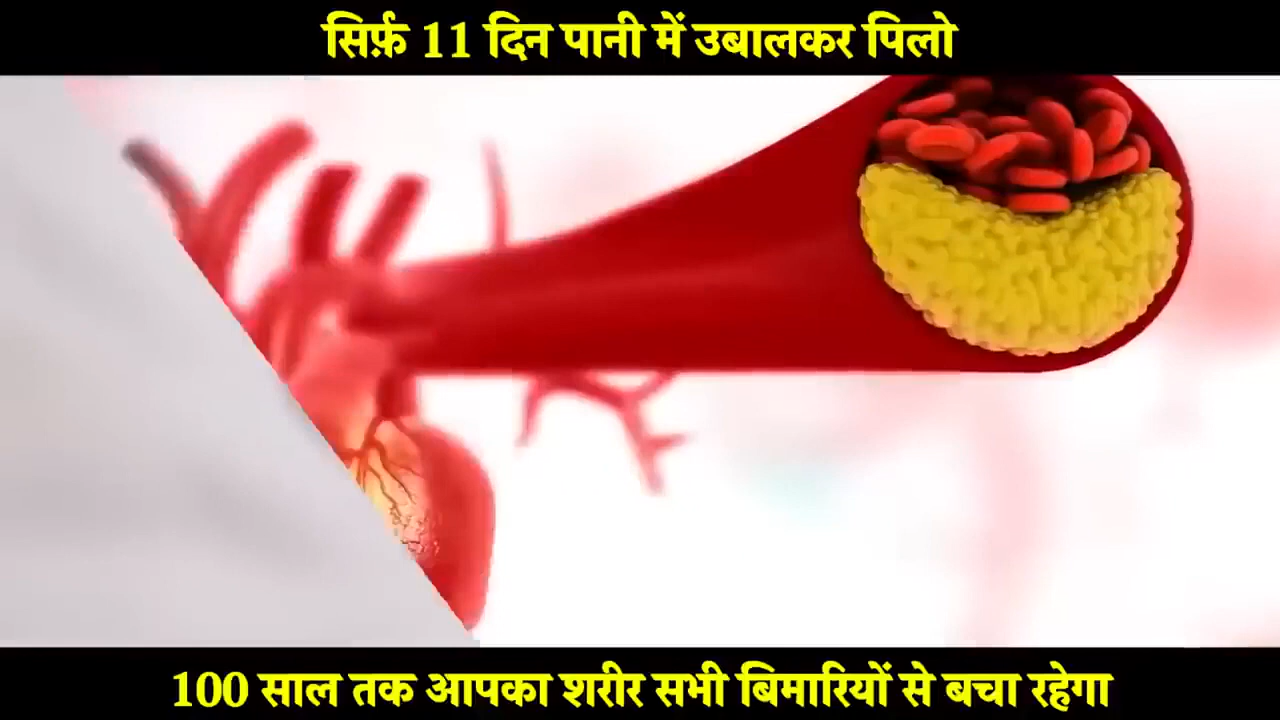 सिर्फ़ 11 दिन पानी में उबालकर पिलो
100 साल तक आपका शरीर सभी बिमारियों से बचा रहेगा